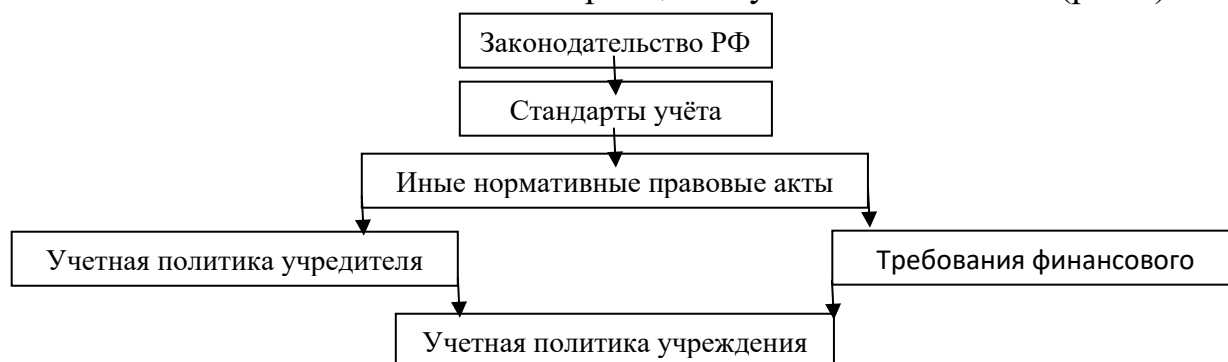 Законодательство РФ
Стандарты учёта
Иные нормативные правовые акты
Учетная политика учредителя
Требования финансового
Учетная политика учреждения